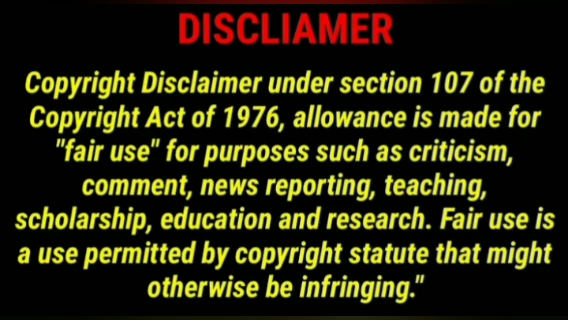 DISCLIAMER
Copyright Disclaimer under section 107 of the
Copyright Act of 1976, allowance is made for
"fair use" for purposes such as criticism,
comment, news reporting, teaching,
scholarship, education and research. Fair use is
a use permitted by copyright statute that might
otherwise be infringing."